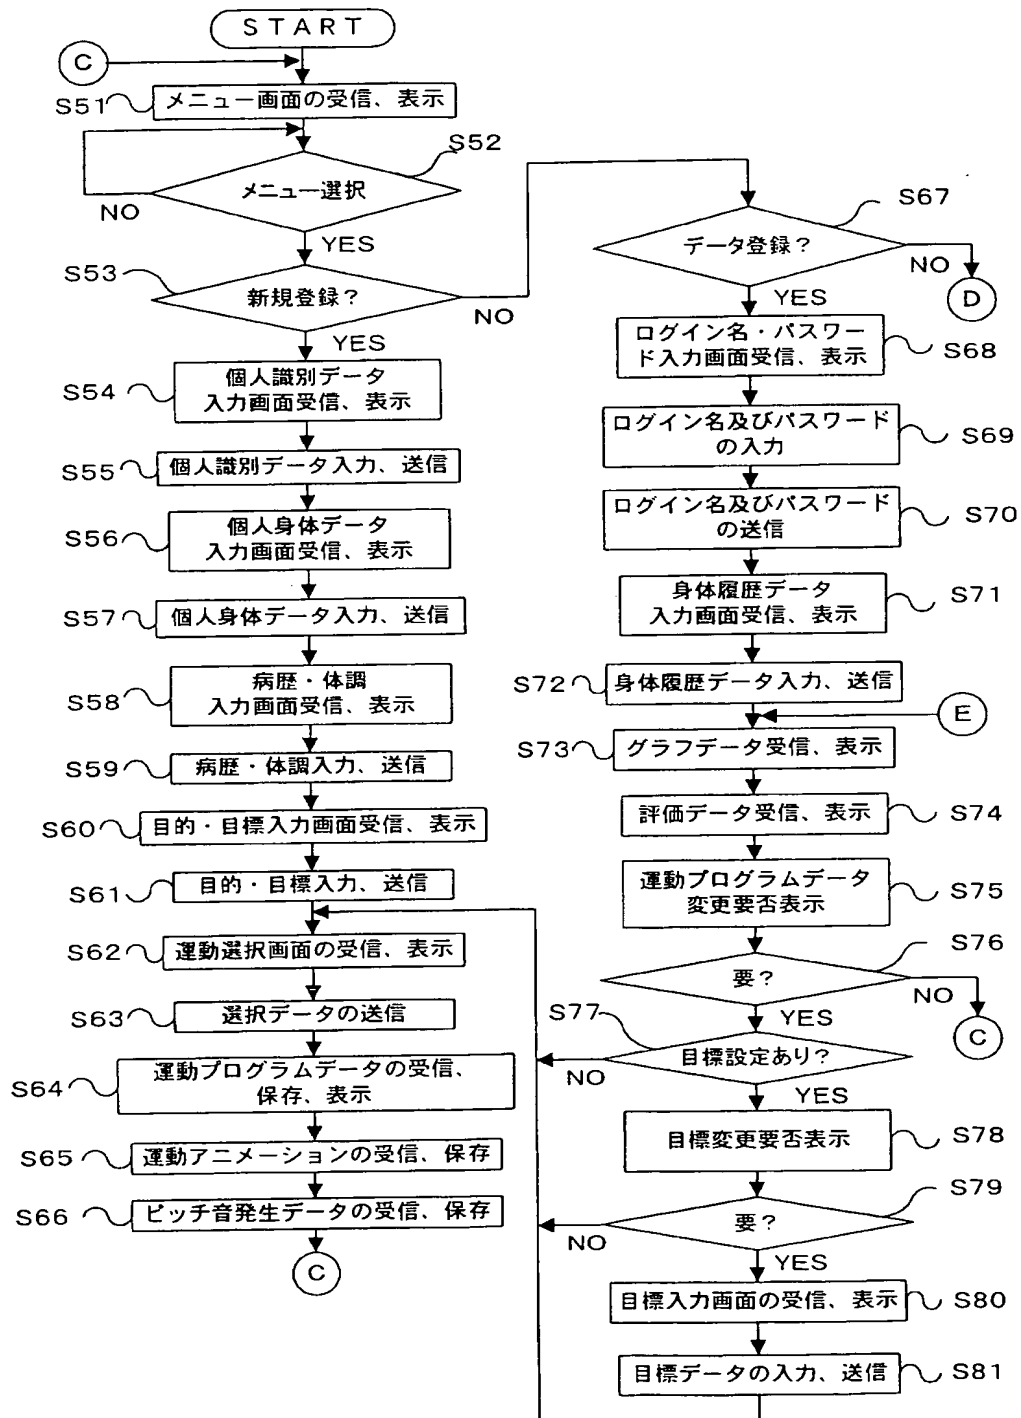 START
C
S51
メニュー画面の受信、表示
S52
メニュー選択
NO
YES
S53
新規登録？
NO
YES
S54
個人識別データ
入力画面受信、表示
S55
個人識別データ入力、送信
S56
個人身体データ
入力画面受信、表示
S57
個人身体データ入力、送信
S58
病歴・体調
入力画面受信、表示
S59
病歴・体調入力、送信
S60
目的・目標入力画面受信、表示
S61
目的・目標入力、送信
S62
運動選択画面の受信、表示
S63
選択データの送信
S64
運動プログラムデータの受信、
保存、表示
S65
運動アニメーションの受信、保存
S66
ピッチ音発生データの受信、保存
C
S67
データ登録？
NO
D
YES
ログイン名・パスワー
ド入力画面受信、表示
S68
ログイン名及びパスワード
の入力
S69
ログイン名及びパスワード
の送信
S70
身体履歴データ
入力画面受信、表示
S71
S72
身体履歴データ入力、送信
E
S73
グラフデータ受信、表示
評価データ受信、表示
S74
運動プログラムデータ
変更要否表示
S75
S76
要？
NO
C
YES
S77
目標設定あり？
NO
YES
目標変更要否表示
S78
S79
要？
NO
YES
目標入力画面の受信、表示
S80
目標データの入力、送信
S81